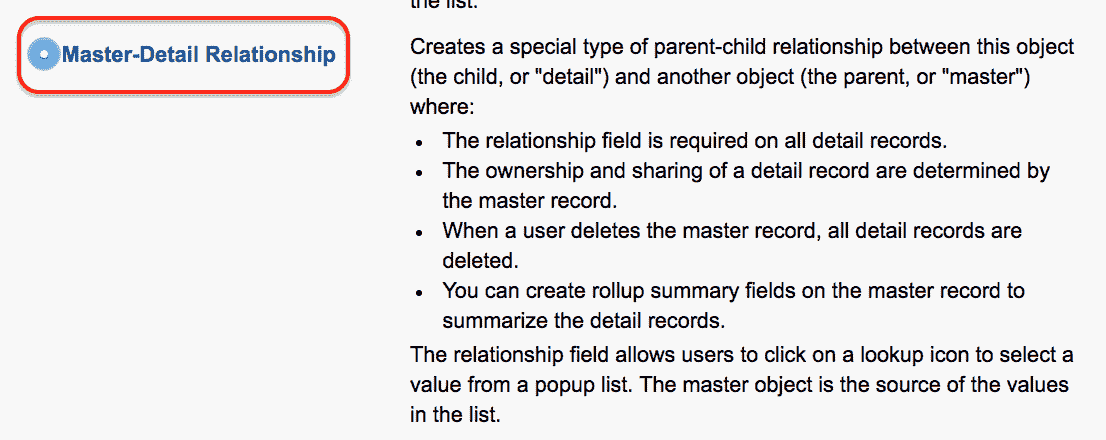 the list.
Master-Detail Relationship
Creates a special type of parent-child relationship between this object
(the child, or "detail") and another object (the parent, or "master")
where:
• The relationship field is required on all detail records.
• The ownership and sharing of a detail record are determined by
the master record.
• When a user deletes the master record, all detail records are
deleted.
• You can create rollup summary fields on the master record to
summarize the detail records.
The relationship field allows users to click on a lookup icon to select a
value from a popup list. The master object is the source of the values
in the list.